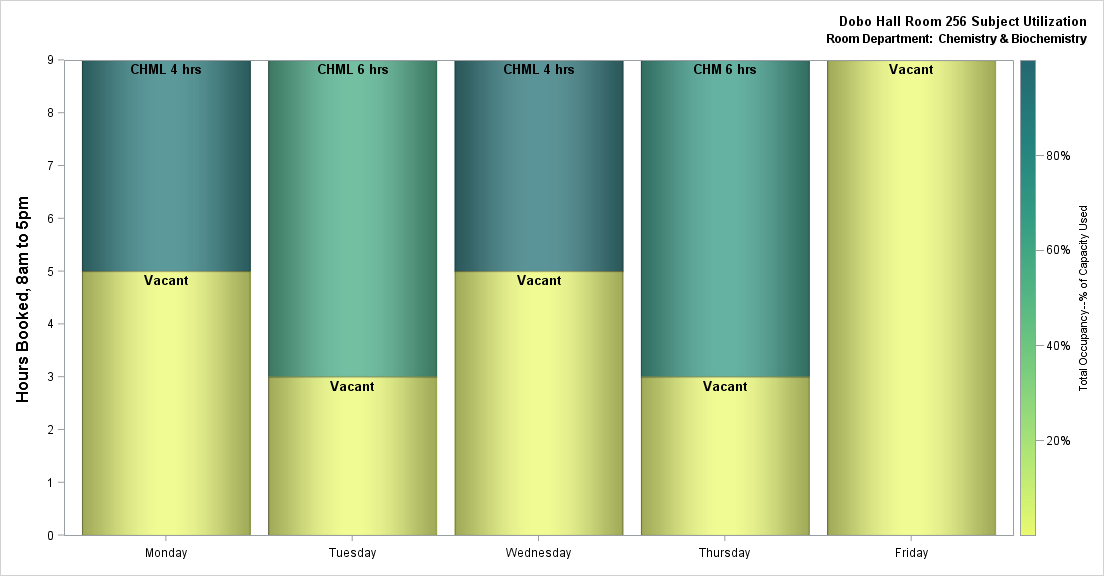 Dobo Hall Room 256 Subject Utilization
Room Department: Chemistry & Biochemistry
Hours Booked, 8am to 5pm
9
8
7
6
5
4
3
2
1
0
CHML 4 hrs
Vacant
CHML 6 hrs
Vacant
CHML 4 hrs
Vacant
CHM 6 hrs
Vacant
Vacant
Monday
Tuesday
Wednesday
Thursday
Friday
80%
60%
40%
20%
Total Occupancy--% of Capacity Used